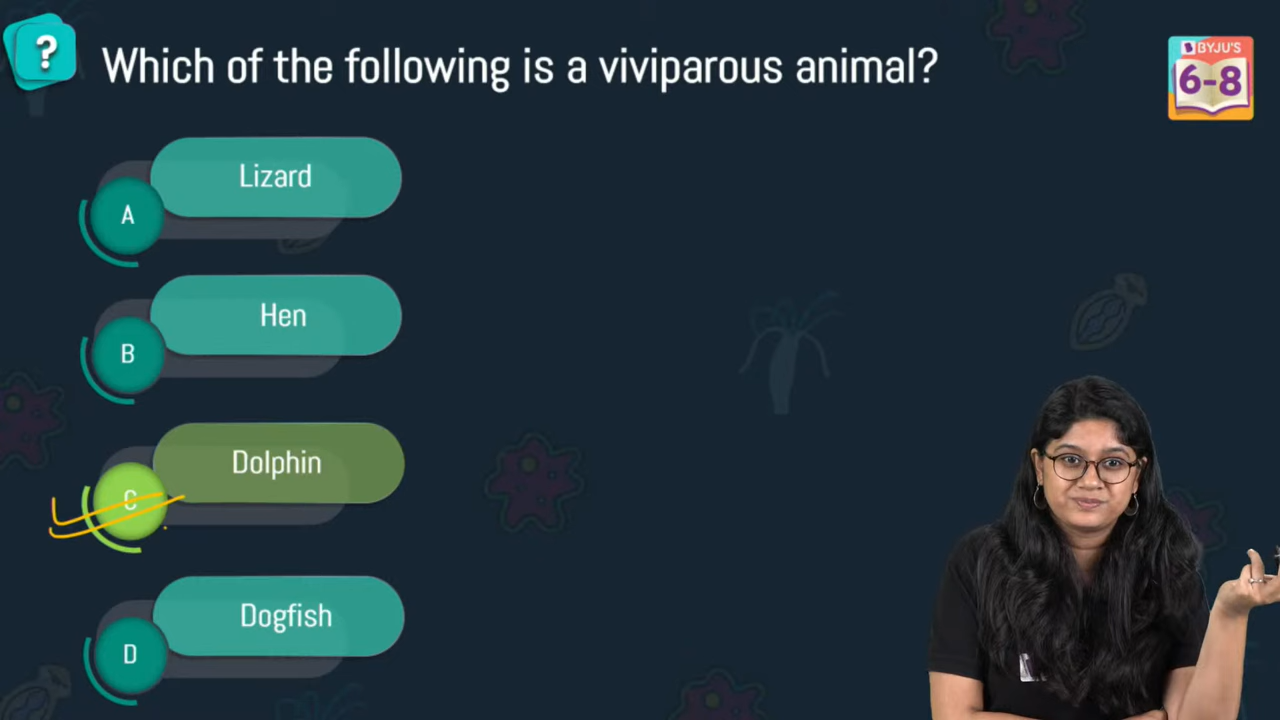 ?
Which of the following is a viviparous animal?
BYJU'S
6-8
Lizard
A
Hen
B
Dolphin
C
Dogfish
D